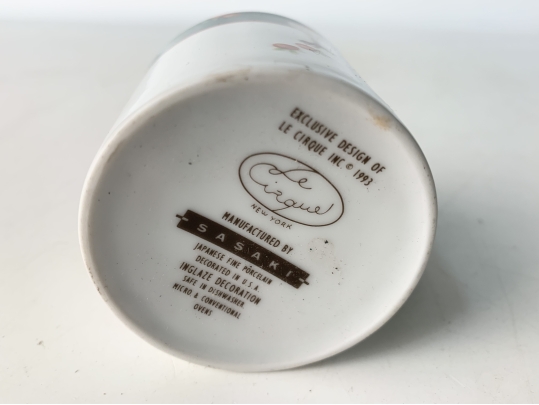 EXCLUSIVE DESIGN OF
LE CIRQUE INC © 1993
Le
Cirque
NEW YORK
MANUFACTURED BY
SASAKI
JAPANESE FINE PORCELAIN
DECORATED IN U.S.A.
INGLAZE DECORATION
SAFE IN DISHWASHER
MICRO & CONVENTIONAL
OVENS